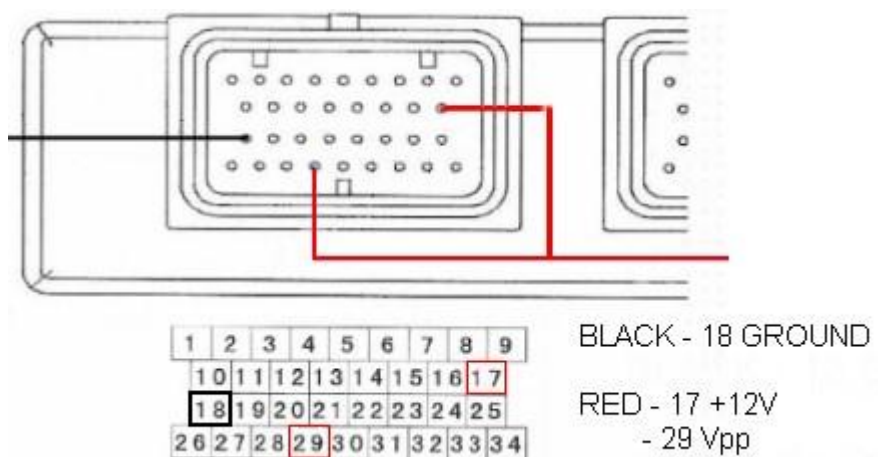 1 2 3 4 5 6 7 8 9
10 11 12 13 14 15 16 17
18 19 20 21 22 23 24 25
26 27 28 29 30 31 32 33 34
BLACK - 18 GROUND
RED - 17 +12V
- 29 Vpp